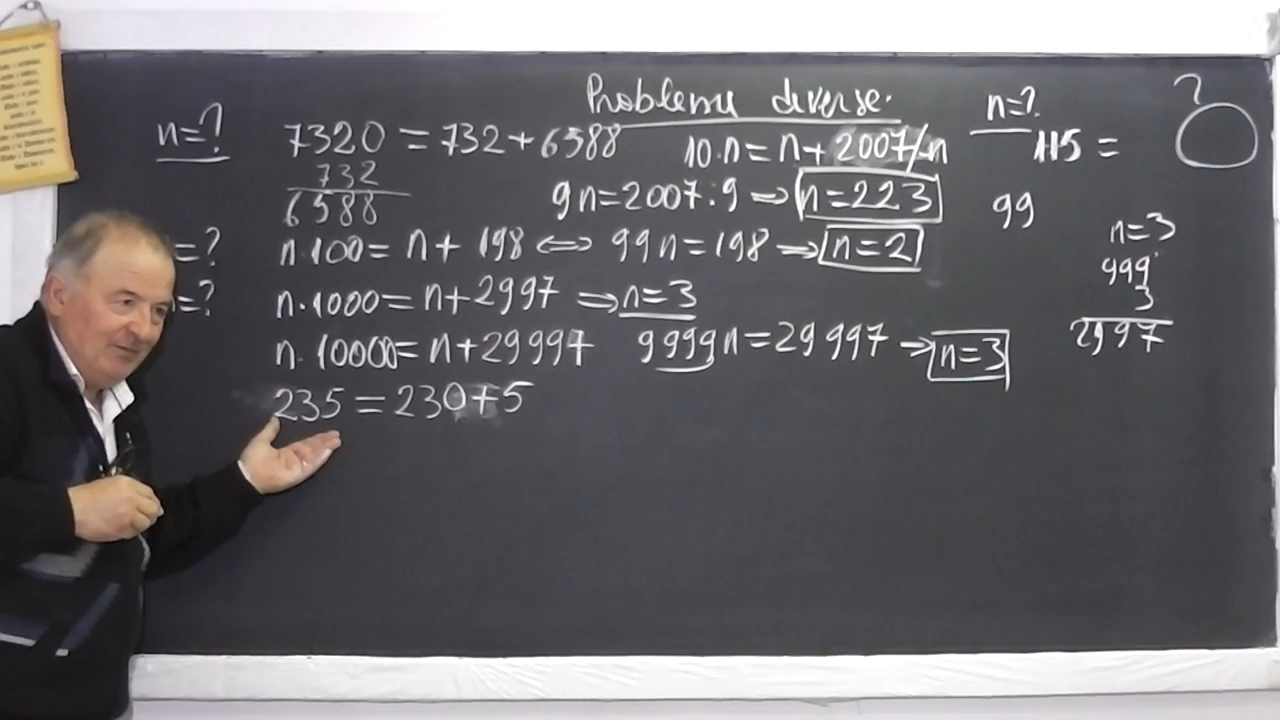 Probleme diverse.
n=?
7320 = 732+6588
732
6588
10.n=n+2007/n
9n=2007:9 ⇒ n=223
n=?
115 =
?
99
=?
n.100= n+ 198 ⟺ 99n=198 ⇒ n=2
=?
n.1000= n+2997 ⇒ n=3
n. 10000= n+29997
9999n=29997 → n=3
235=230+5
n=3
999
3
2997